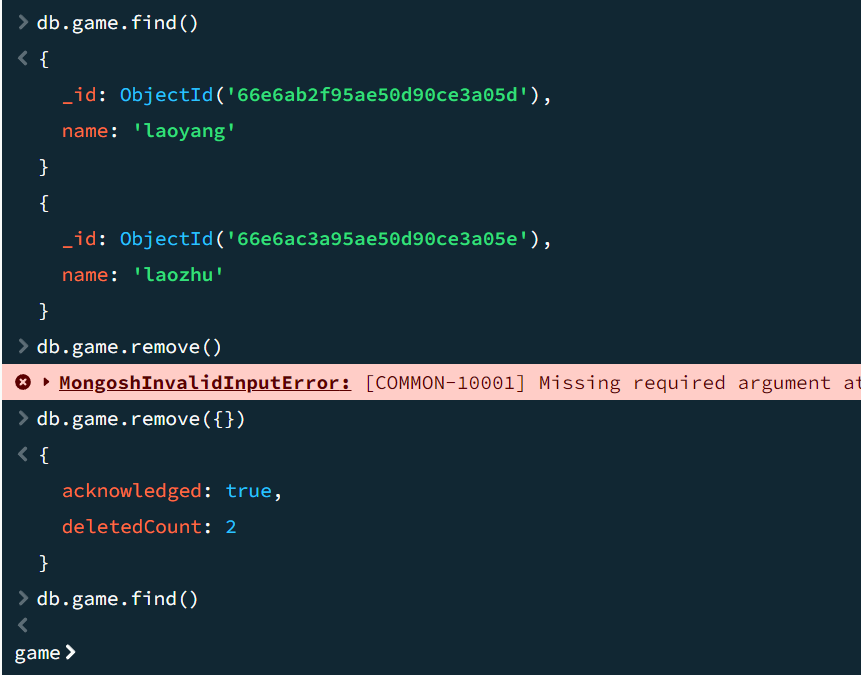 > db.game.find()
< {
_id: ObjectId('66e6ab2f95ae50d90ce3a05d'),
name: 'laoyang'
}
{
_id: ObjectId('66e6ac3a95ae50d90ce3a05e'),
name: 'laozhu'
}
> db.game.remove()
MongoshInvalidInputError: [COMMON-10001] Missing required argument at
> db.game.remove({})
< {
acknowledged: true,
deletedCount: 2
}
> db.game.find()
<
game>